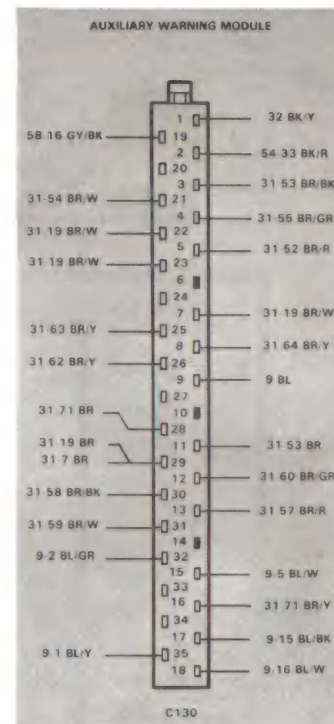 AUXILIARY WARNING MODULE
1 32 BK/Y
58-16 GY/BK 19
2 54-33 BK/R
20
3 31-53 BR/BK
31-54 BR/W 21
4 31-55 BR/GR
31-19 BR/W 22
5 31-52 BR/R
31-19 BR/W 23
6
24
7 31-19 BR/W
31-63 BR/Y 25
8 31-64 BR/Y
31-62 BR/Y 26
9 9 BL
27
10
31-71 BR 28
11 31-53 BR
31-19 BR
31-7 BR 29
12 31-60 BR/GR
31-58 BR/BK 30
13 31-57 BR/R
31-59 BR/W 31
14
9-2 BL/GR 32
15 9-5 BL/W
33
16 31-71 BR/Y
34
17 9-15 BL/BK
9-1 BL/Y 35
18 9-16 BL/W
C130